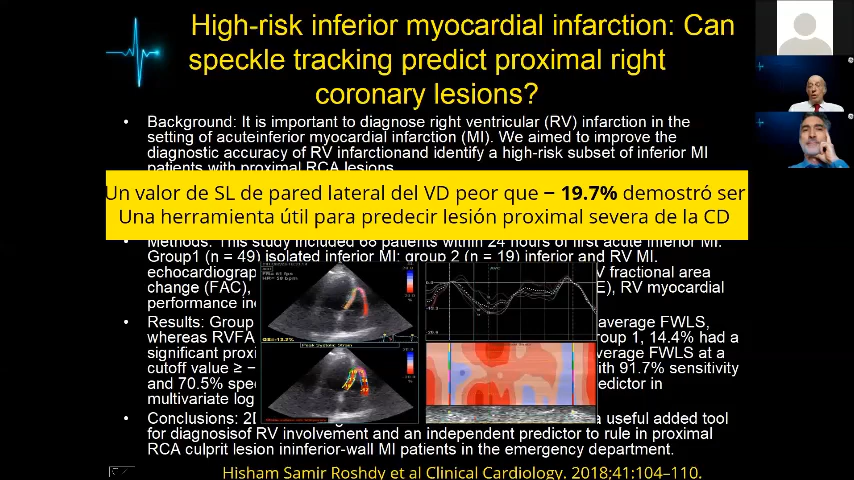 High-risk inferior myocardial infarction: Can
speckle tracking predict proximal right
coronary lesions?
• Background: It is important to diagnose right ventricular (RV) infarction in the
setting of acuteinferior myocardial infarction (MI). We aimed to improve the
diagnostic accuracy of RV infarctionand identify a high-risk subset of inferior MI
patients with proximal RCA lesions.
Un valor de SL de pared lateral del VD peor que – 19.7% demostró ser
Una herramienta útil para predecir lesión proximal severa de la CD
• Methods: This study included 68 patients within 24 hours of first acute inferior MI.
Group1 (n = 49) isolated inferior MI; group 2 (n = 19) inferior and RV MI.
echocardiograp V fractional area
change (FAC), E), RV myocardial
performance in
• Results: Group average FWLS,
whereas RVFA roup 1, 14.4% had a
significant proxi verage FWLS at a
cutoff value ≥ − ith 91.7% sensitivity
and 70.5% spe redictor in
multivariate log
• Conclusions: 2D a useful added tool
for diagnosisof RV involvement and an independent predictor to rule in proximal
RCA culprit lesion ininferior-wall MI patients in the emergency department.
Hisham Samir Roshdy et al Clinical Cardiology. 2018;41:104–110.